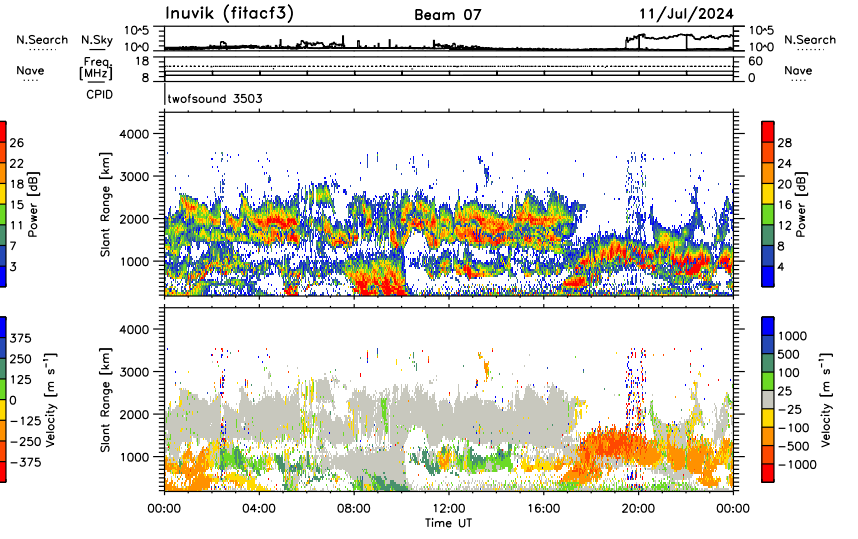 Inuvik (fitacf3) Beam 07 11/Jul/2024
N.Search N.Sky 10^5 10^0 10^5 10^0 N.Search
Nave Freq. [MHz] 18 8 60 0 Nave
CPID twofsound 3503
26 22 18 15 11 7 3 Power [dB]
Slant Range [km] 4000 3000 2000 1000
28 24 20 16 12 8 4 Power [dB]
375 250 125 0 −125 −250 −375 Velocity [m s⁻¹]
Slant Range [km] 4000 3000 2000 1000
1000 500 100 25 −25 −100 −500 −1000 Velocity [m s⁻¹]
00:00 04:00 08:00 12:00 16:00 20:00 00:00
Time UT